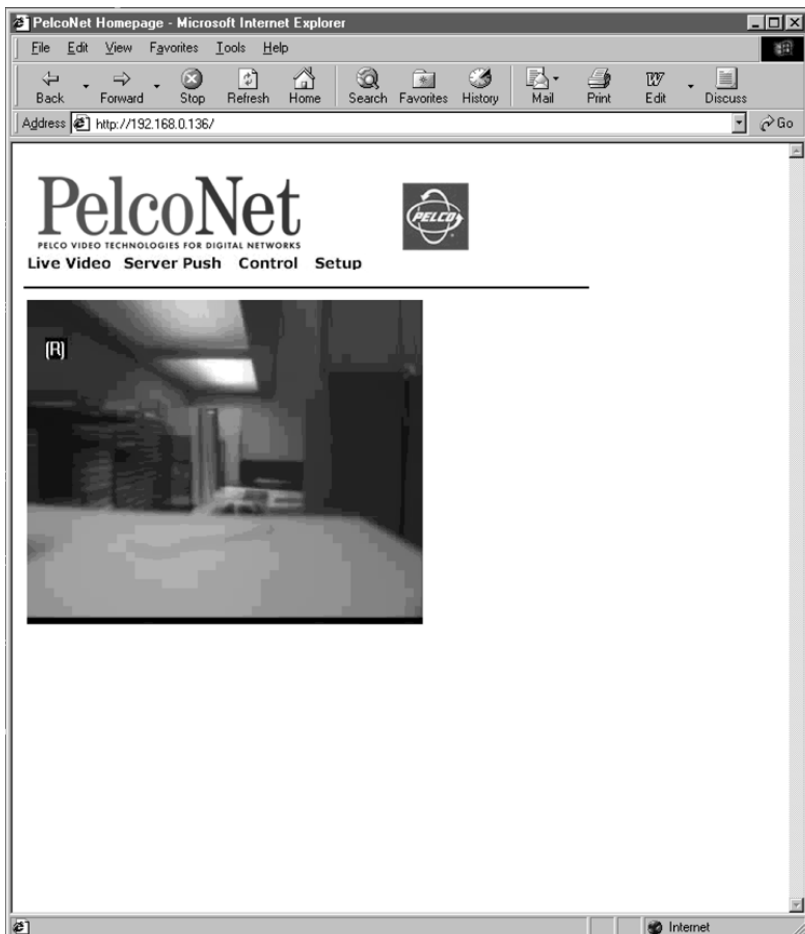 PelcoNet Homepage - Microsoft Internet Explorer
File Edit View Favorites Tools Help
Back Forward Stop Refresh Home Search Favorites History Mail Print Edit Discuss
Address http://192.168.0.136/ Go
PelcoNet
PELCO
PELCO VIDEO TECHNOLOGIES FOR DIGITAL NETWORKS
Live Video Server Push Control Setup
(R)
Internet